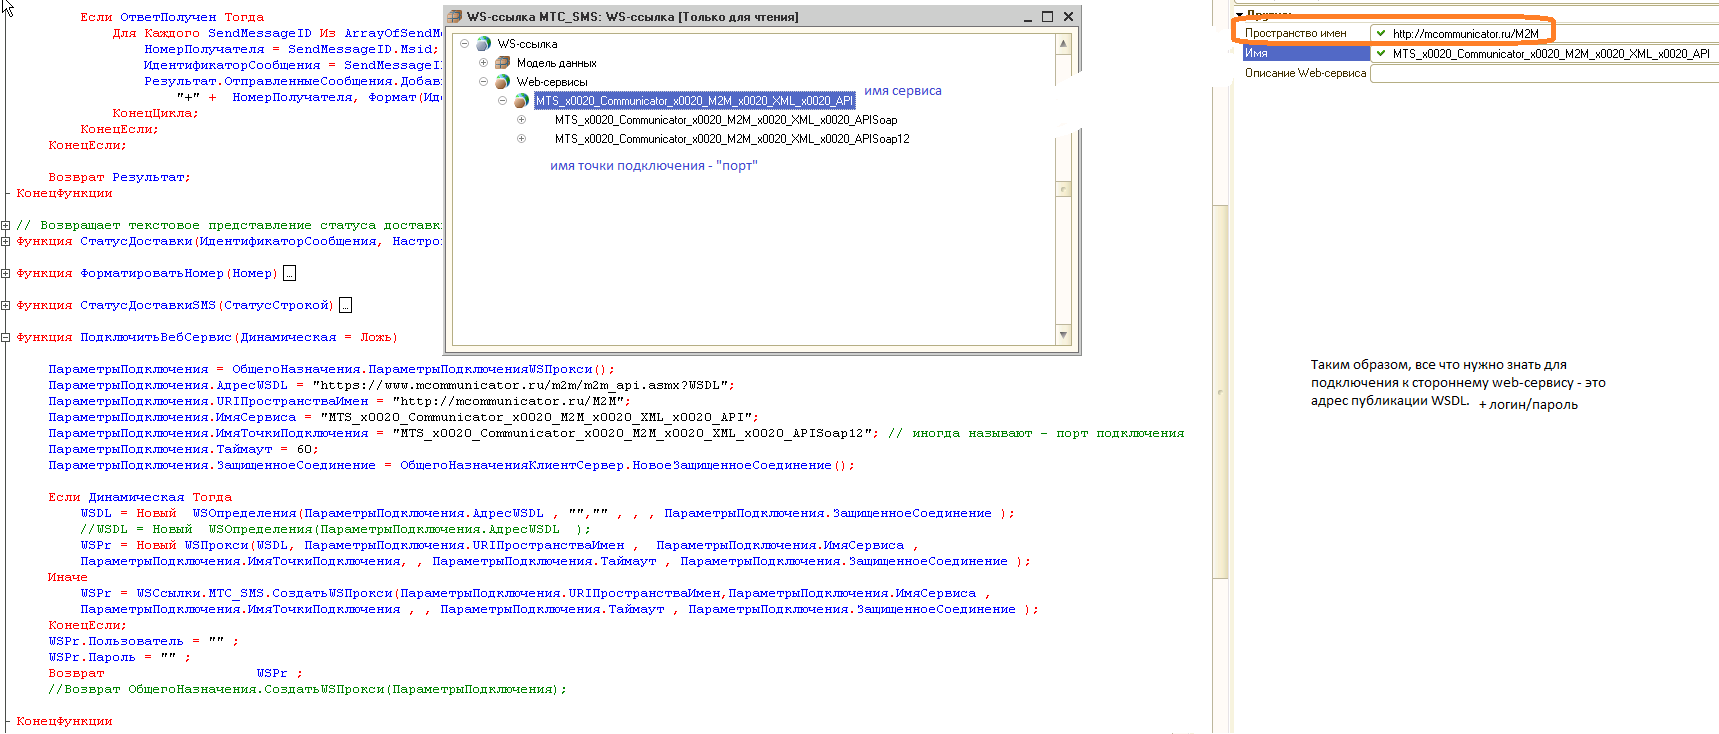 Если ОтветПолучен Тогда
Для Каждого SendMessageID Из ArrayOfSendMe
НомерПолучателя = SendMessageID.Msid;
ИдентификаторСообщения = SendMessageI
Результат.ОтправленныеСообщения.Добав
"+" + НомерПолучателя, Формат(Ид
КонецЦикла;
КонецЕсли;
КонецЕсли;
Возврат Результат;
КонецФункции
// Возвращает текстовое представление статуса доставк
Функция СтатусДоставки(ИдентификаторСообщения, Настро
Функция ФорматироватьНомер(Номер) ...
Функция СтатусДоставкиSMS(СтатусСтрокой) ...
Функция ПодключитьВебСервис(Динамическая = Ложь)
ПараметрыПодключения = ОбщегоНазначения.ПараметрыПодключенияWSПрокси();
ПараметрыПодключения.АдресWSDL = "https://www.mcommunicator.ru/m2m/m2m_api.asmx?WSDL";
ПараметрыПодключения.URIПространстваИмен = "http://mcommunicator.ru/M2M";
ПараметрыПодключения.ИмяСервиса = "MTS_x0020_Communicator_x0020_M2M_x0020_XML_x0020_API";
ПараметрыПодключения.ИмяТочкиПодключения = "MTS_x0020_Communicator_x0020_M2M_x0020_XML_x0020_APISoap12"; // иногда называют - порт подключения
ПараметрыПодключения.Таймаут = 60;
ПараметрыПодключения.ЗащищенноеСоединение = ОбщегоНазначенияКлиентСервер.НовоеЗащищенноеСоединение();
Если Динамическая Тогда
WSDL = Новый WSОпределения(ПараметрыПодключения.АдресWSDL , "","" , , , ПараметрыПодключения.ЗащищенноеСоединение );
//WSDL = Новый WSОпределения(ПараметрыПодключения.АдресWSDL );
WSPr = Новый WSПрокси(WSDL, ПараметрыПодключения.URIПространстваИмен , ПараметрыПодключения.ИмяСервиса ,
ПараметрыПодключения.ИмяТочкиПодключения, , ПараметрыПодключения.Таймаут , ПараметрыПодключения.ЗащищенноеСоединение );
Иначе
WSPr = WSСсылки.МТС_SMS.СоздатьWSПрокси(ПараметрыПодключения.URIПространстваИмен,ПараметрыПодключения.ИмяСервиса ,
ПараметрыПодключения.ИмяТочкиПодключения , , ПараметрыПодключения.Таймаут , ПараметрыПодключения.ЗащищенноеСоединение );
КонецЕсли;
WSPr.Пользователь = "" ;
WSPr.Пароль = "" ;
Возврат WSPr ;
//Возврат ОбщегоНазначения.СоздатьWSПрокси(ПараметрыПодключения);
КонецФункции
WS-ссылка МТС_SMS: WS-ссылка [Только для чтения]
WS-ссылка
Модель данных
Web-сервисы
MTS_x0020_Communicator_x0020_M2M_x0020_XML_x0020_API
имя сервиса
MTS_x0020_Communicator_x0020_M2M_x0020_XML_x0020_APISoap
MTS_x0020_Communicator_x0020_M2M_x0020_XML_x0020_APISoap12
имя точки подключения - "порт"
Другие:
Пространство имен http://mcommunicator.ru/M2M
Имя MTS_x0020_Communicator_x0020_M2M_x0020_XML_x0020_API
Описание Web-сервиса
Таким образом, все что нужно знать для
подключения к стороннему web-сервису - это
адрес публикации WSDL. + логин/пароль